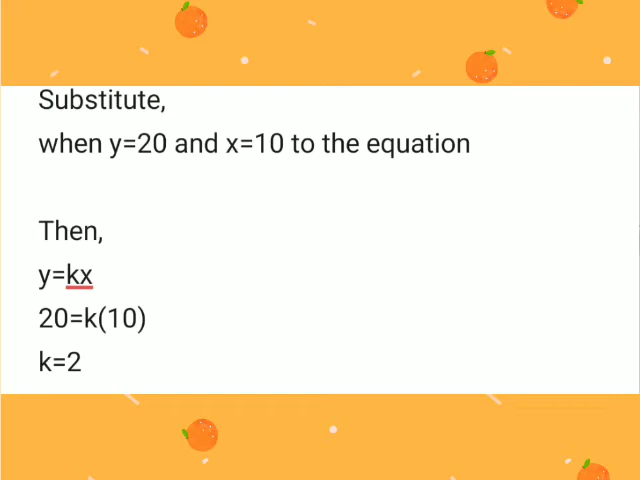 Substitute,
when y=20 and x=10 to the equation
Then,
y=kx
20=k(10)
k=2